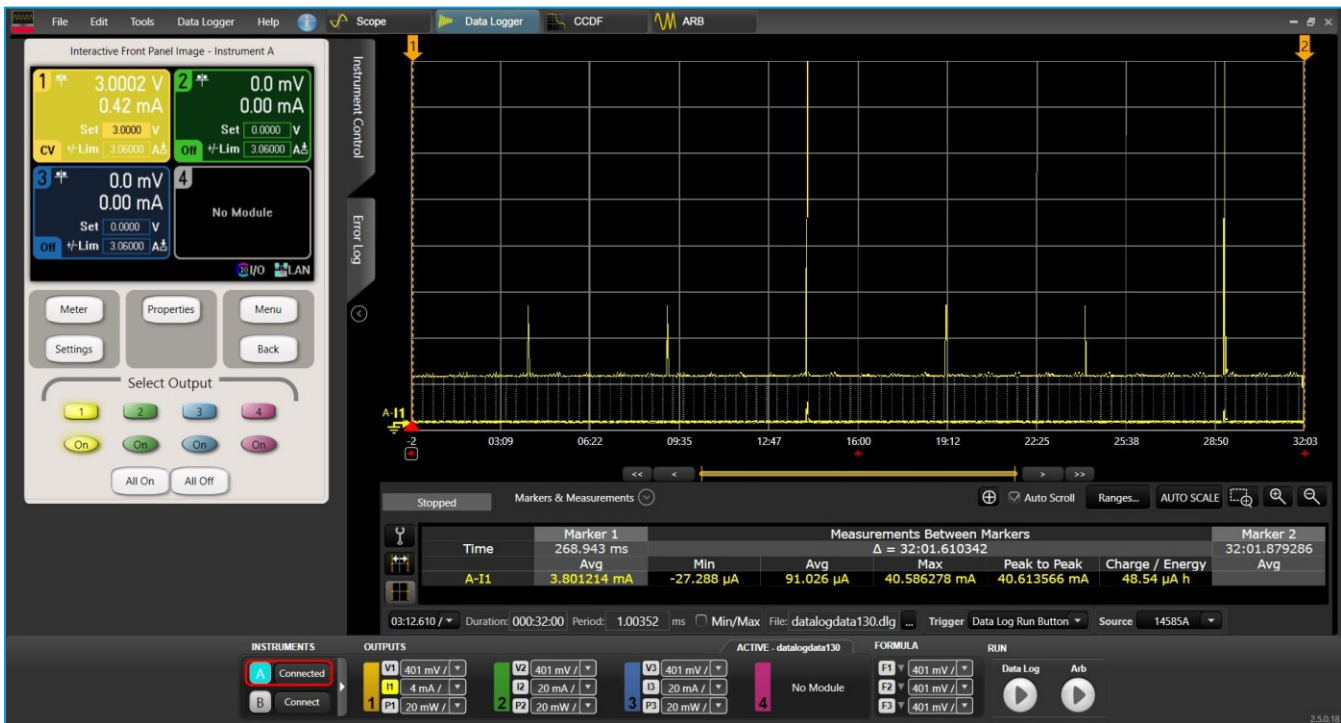 File Edit Tools Data Logger Help Scope Data Logger CCDF ARB
Interactive Front Panel Image - Instrument A
1 3.0002 V 2 0.0 mV
0.42 mA 0.00 mA
Set 3.0000 V Set 0.0000 V
CV +/-Lim 3.06000 A Off +/-Lim 3.06000 A
3 0.0 mV 4
0.00 mA No Module
Set 0.0000 V
Off +/-Lim 3.06000 A
IO I/O LAN
Meter Properties Menu
Settings Back
Select Output
1 2 3 4
On On On On
All On All Off
Instrument Control
Error Log
1 2
A-I1
-2 03:09 06:22 09:35 12:47 16:00 19:12 22:25 25:38 28:50 32:03
<< < > >>
Stopped Markers & Measurements Auto Scroll Ranges... AUTO SCALE
Marker 1 Measurements Between Markers Marker 2
Time 268.943 ms Δ = 32:01.610342 32:01.879286
Avg Min Avg Max Peak to Peak Charge / Energy Avg
A-I1 3.801214 mA -27.288 µA 91.026 µA 40.586278 mA 40.613566 mA 48.54 µA h
03:12.610 / Duration: 000:32:00 Period: 1.00352 ms Min/Max File: datalogdata130.dlg ... Trigger Data Log Run Button Source 14585A
INSTRUMENTS OUTPUTS ACTIVE - datalogdata130 FORMULA RUN
A Connected V1 401 mV / V2 401 mV / V3 401 mV / F1 401 mV / Data Log Arb
I1 4 mA / I2 20 mA / I3 20 mA / No Module F2 401 mV /
B Connect 1 P1 20 mW / 2 P2 20 mW / 3 P3 20 mW / 4 F3 401 mV /
2.5.0.10